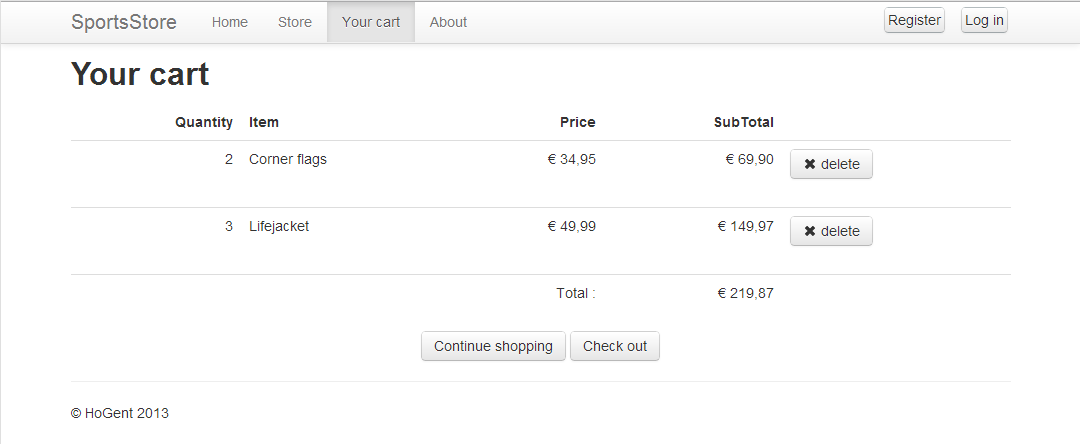 SportsStore Home Store Your cart About Register Log in
Your cart
Quantity Item Price SubTotal
2 Corner flags € 34,95 € 69,90 ✖ delete
3 Lifejacket € 49,99 € 149,97 ✖ delete
Total : € 219,87
Continue shopping Check out
© HoGent 2013